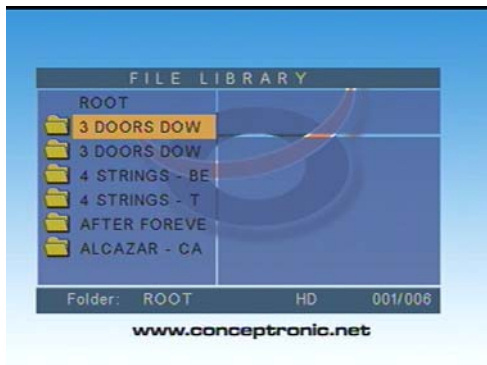 FILE LIBRARY
ROOT
3 DOORS DOW
3 DOORS DOW
4 STRINGS - BE
4 STRINGS - T
AFTER FOREVE
ALCAZAR - CA
Folder: ROOT HD 001/006
www.conceptronic.net